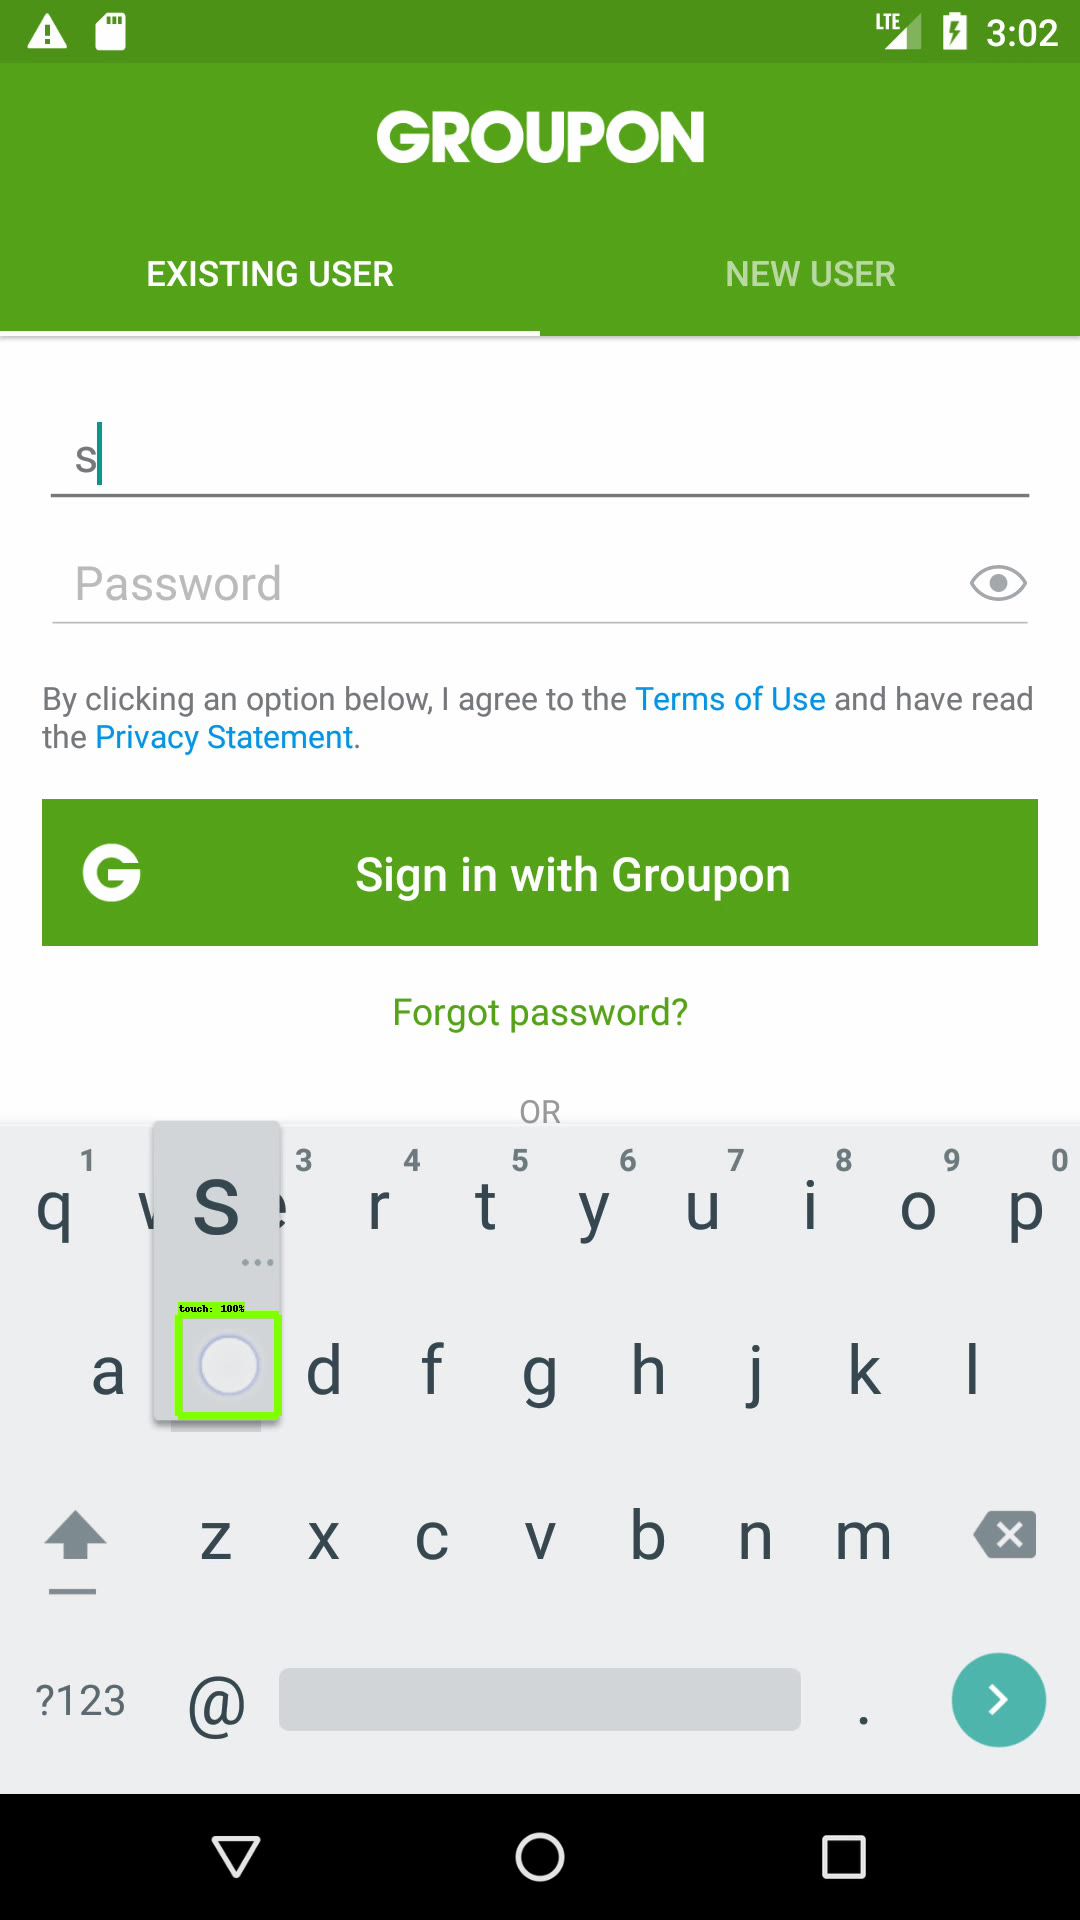 LTE 3:02
GROUPON
EXISTING USER NEW USER
s
Password
By clicking an option below, I agree to the Terms of Use and have read
the Privacy Statement.
G Sign in with Groupon
Forgot password?
OR
1 3 4 5 6 7 8 9 0
q w s e r t y u i o p
touch: 100%
a d f g h j k l
z x c v b n m
?123 @ .